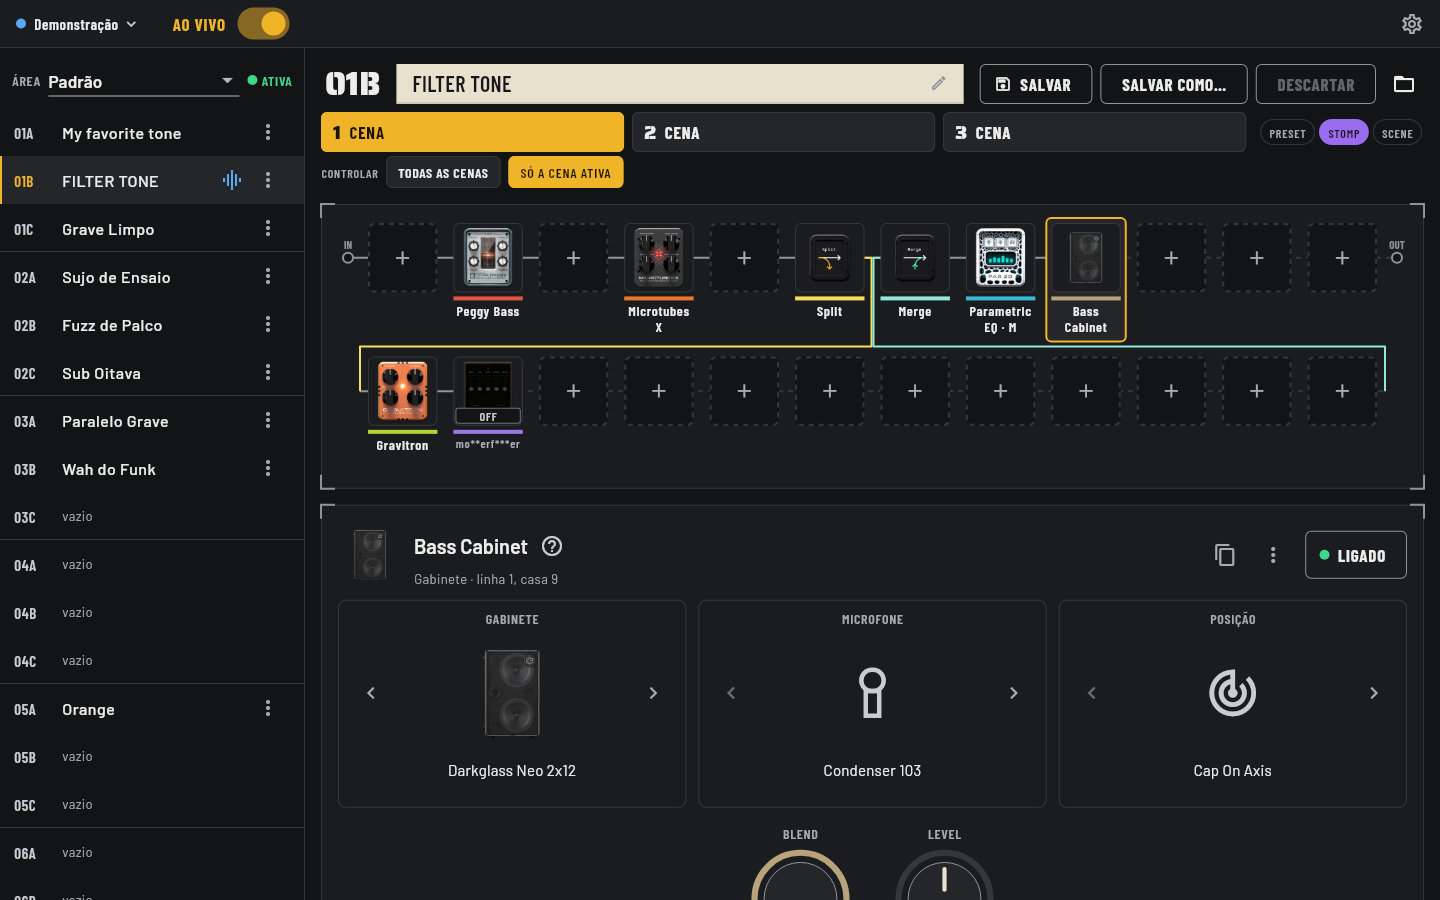 Demonstração
AO VIVO
ÁREA Padrão ATIVA
01A My favorite tone
01B FILTER TONE
01C Grave Limpo
02A Sujo de Ensaio
02B Fuzz de Palco
02C Sub Oitava
03A Paralelo Grave
03B Wah do Funk
03C vazio
04A vazio
04B vazio
04C vazio
05A Orange
05B vazio
05C vazio
06A vazio
01B FILTER TONE SALVAR SALVAR COMO... DESCARTAR
1 CENA 2 CENA 3 CENA PRESET STOMP SCENE
CONTROLAR TODAS AS CENAS SÓ A CENA ATIVA
IN OUT
Split Merge
PAR.EQ
Peggy Bass Microtubes X Split Merge Parametric EQ · M Bass Cabinet
OFF
Gravitron mo**erf***er
Bass Cabinet
Gabinete · linha 1, casa 9
LIGADO
GABINETE MICROFONE POSIÇÃO
Darkglass Neo 2x12 Condenser 103 Cap On Axis
BLEND LEVEL